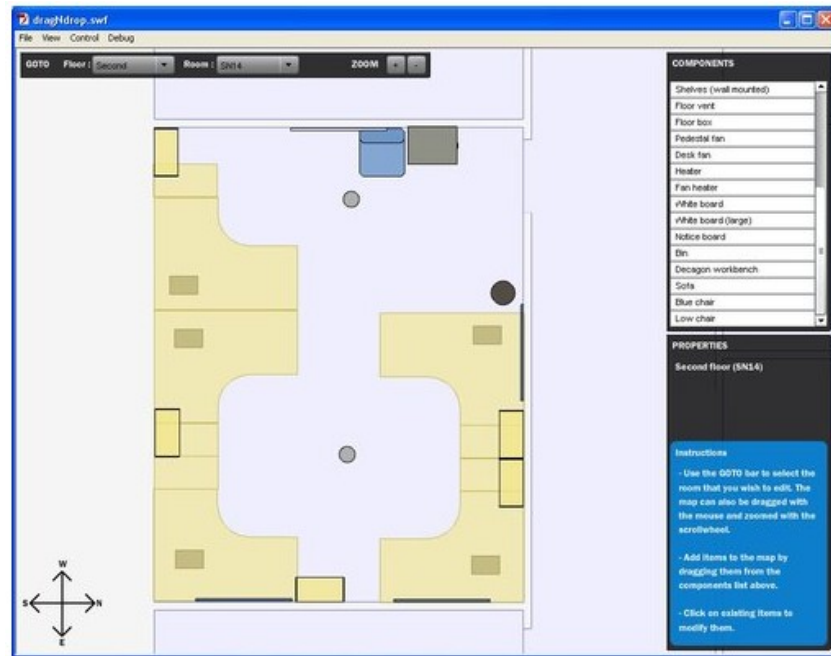 dragNdrop.swf
File View Control Debug
GOTO Floor : Second Room : SN14 ZOOM + -
COMPONENTS
Shelves (wall mounted)
Floor vent
Floor box
Pedestal fan
Desk fan
Heater
Fan heater
White board
White board (large)
Notice board
Bin
Decagon workbench
Sofa
Blue chair
Low chair
PROPERTIES
Second floor (SN14)
Instructions
- Use the GOTO bar to select the
room that you wish to edit. The
map can also be dragged with
the mouse and zoomed with the
scrollwheel.
- Add items to the map by
dragging them from the
components list above.
- Click on existing items to
modify them.
W
S N
E